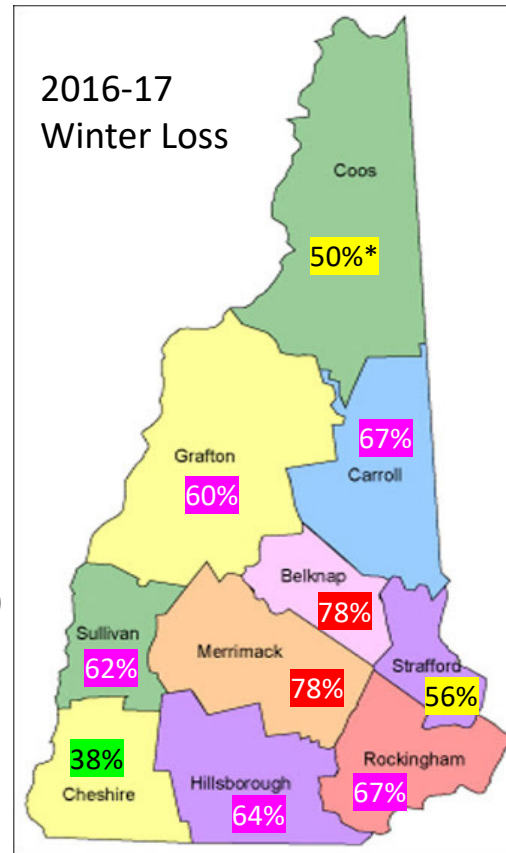 2016-17
Winter Loss
Coos
50%*
67%
Carroll
Grafton
60%
Belknap
78%
Sullivan
62%
Merrimack
78%
Strafford
56%
38%
Cheshire
Hillsborough
64%
Rockingham
67%
)